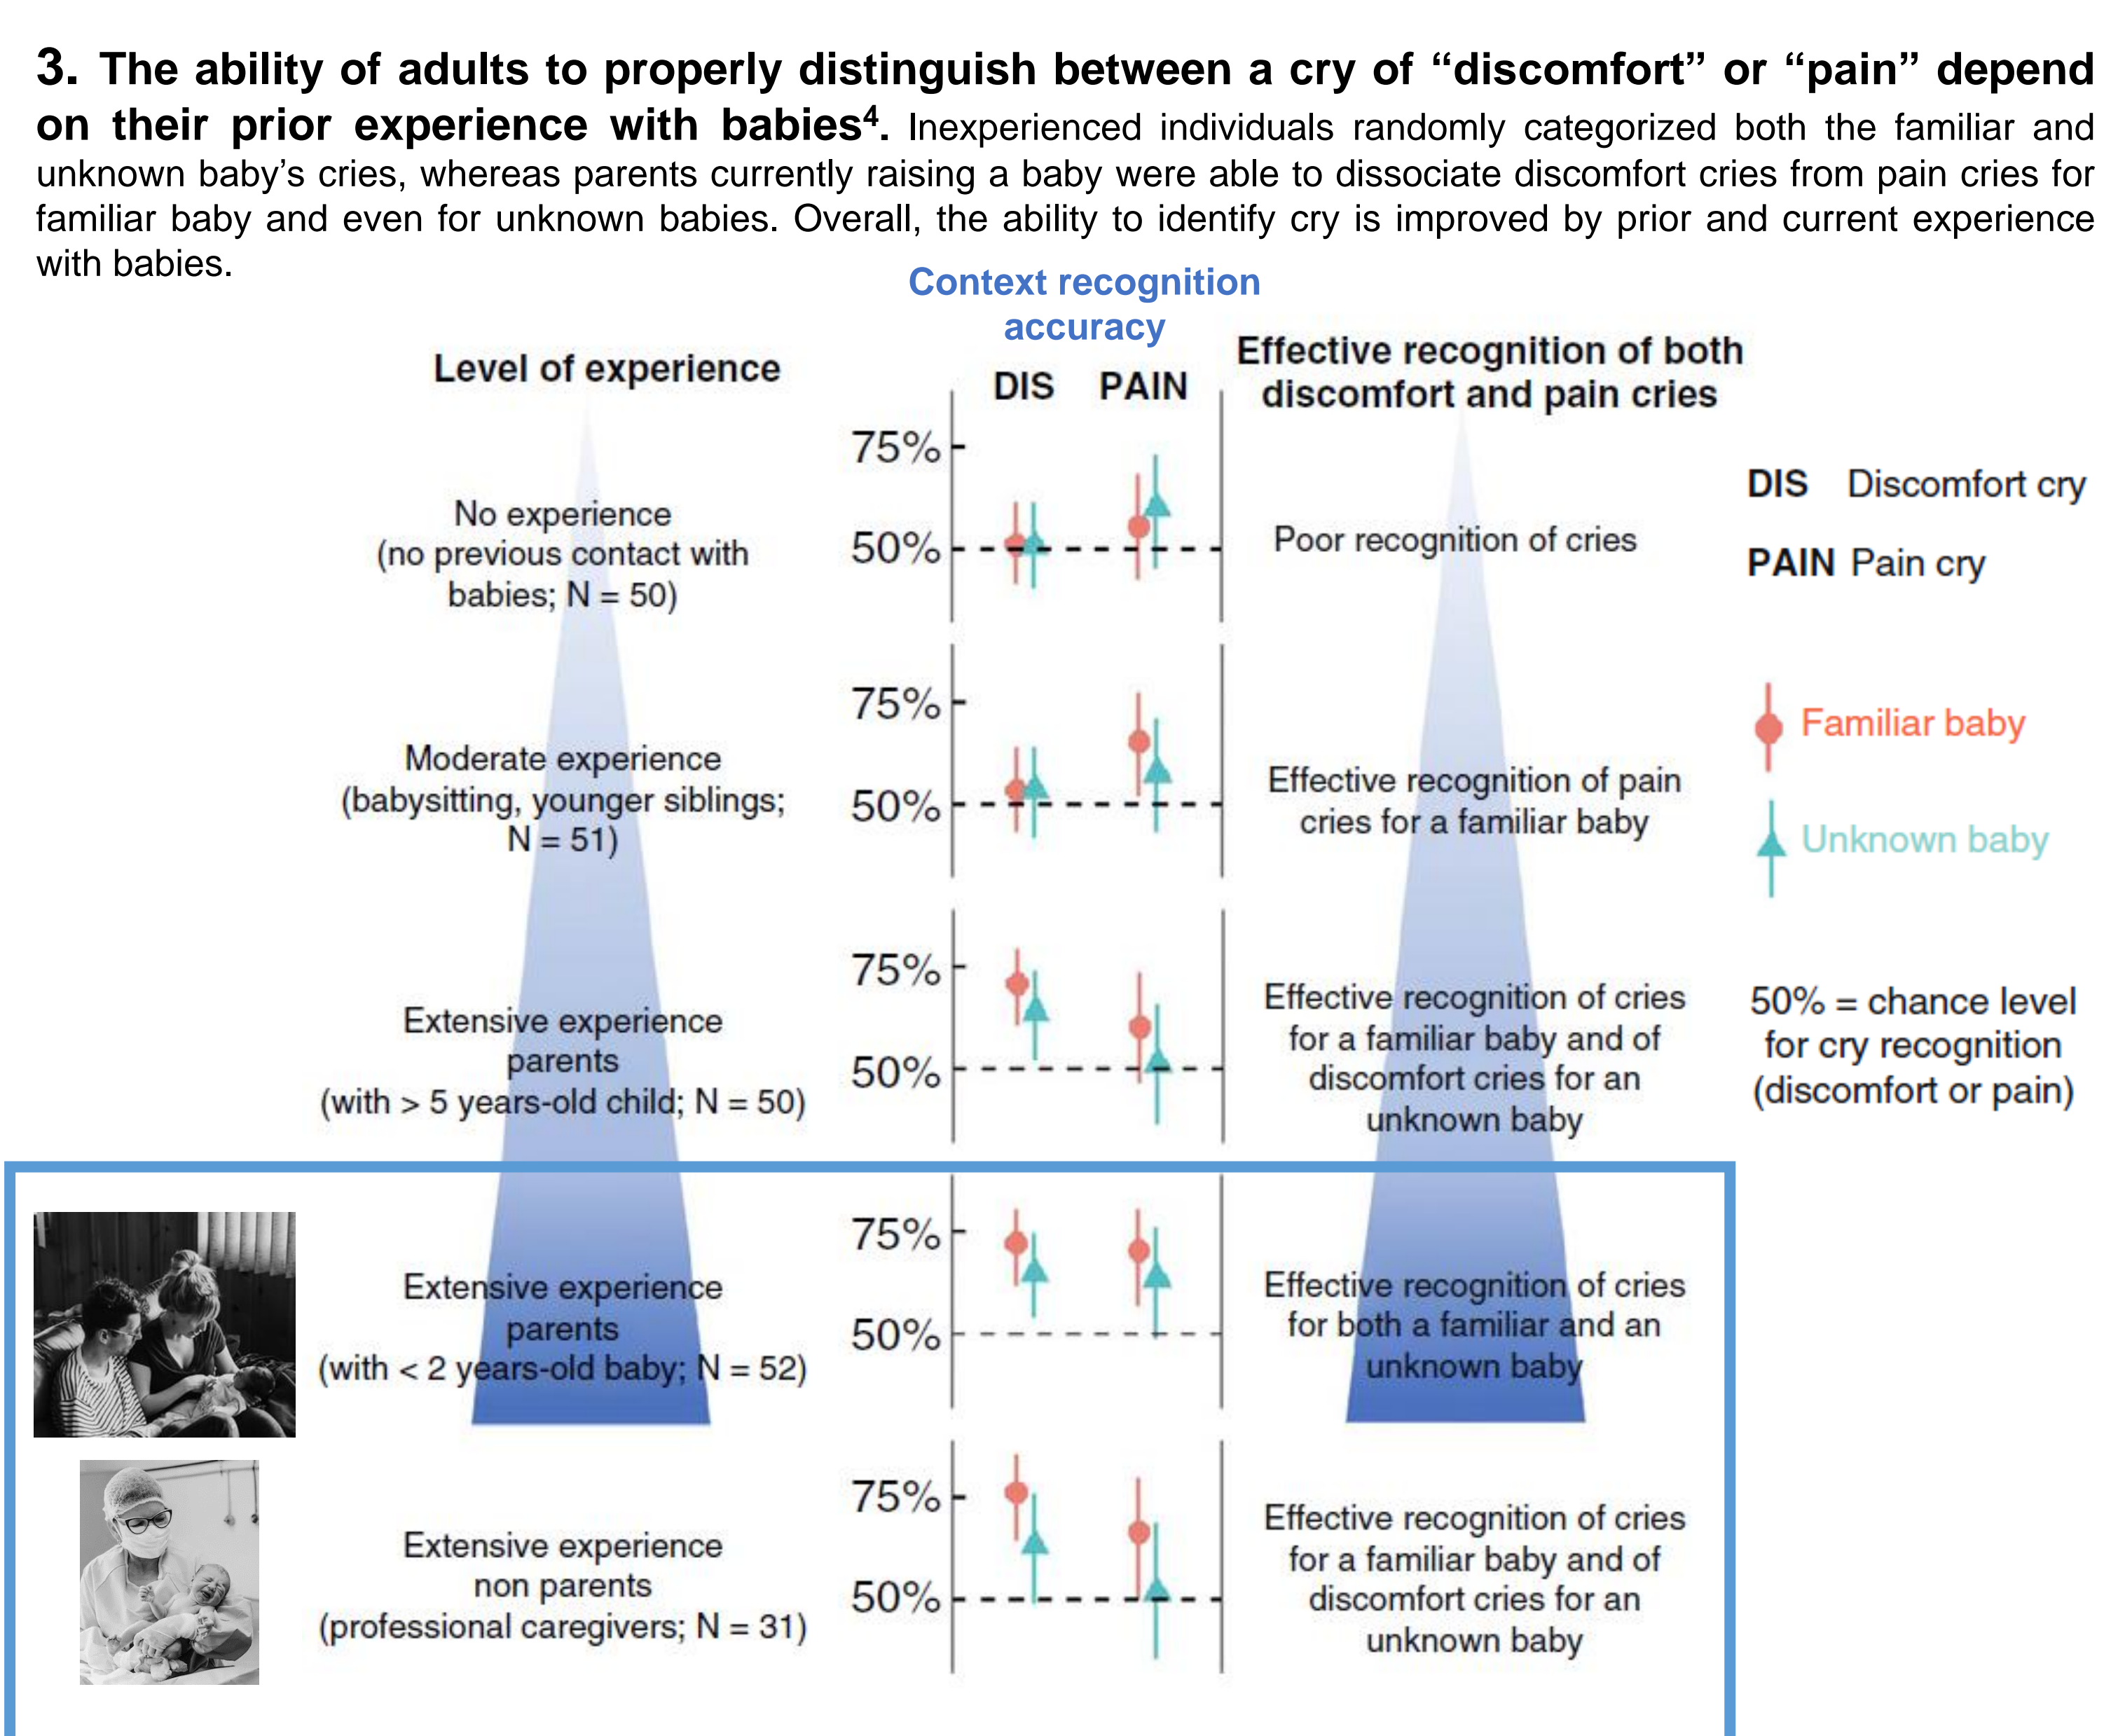 3. The ability of adults to properly distinguish between a cry of “discomfort” or “pain” depend
on their prior experience with babies⁴. Inexperienced individuals randomly categorized both the familiar and
unknown baby’s cries, whereas parents currently raising a baby were able to dissociate discomfort cries from pain cries for
familiar baby and even for unknown babies. Overall, the ability to identify cry is improved by prior and current experience
with babies.
Context recognition
accuracy
Level of experience
DIS PAIN
Effective recognition of both
discomfort and pain cries
No experience
(no previous contact with
babies; N = 50)
75%
50%
Poor recognition of cries
DIS Discomfort cry
PAIN Pain cry
Moderate experience
(babysitting, younger siblings;
N = 51)
75%
50%
Effective recognition of pain
cries for a familiar baby
Familiar baby
Unknown baby
Extensive experience
parents
(with > 5 years-old child; N = 50)
75%
50%
Effective recognition of cries
for a familiar baby and of
discomfort cries for an
unknown baby
50% = chance level
for cry recognition
(discomfort or pain)
Extensive experience
parents
(with < 2 years-old baby; N = 52)
75%
50%
Effective recognition of cries
for both a familiar and an
unknown baby
Extensive experience
non parents
(professional caregivers; N = 31)
75%
50%
Effective recognition of cries
for a familiar baby and of
discomfort cries for an
unknown baby